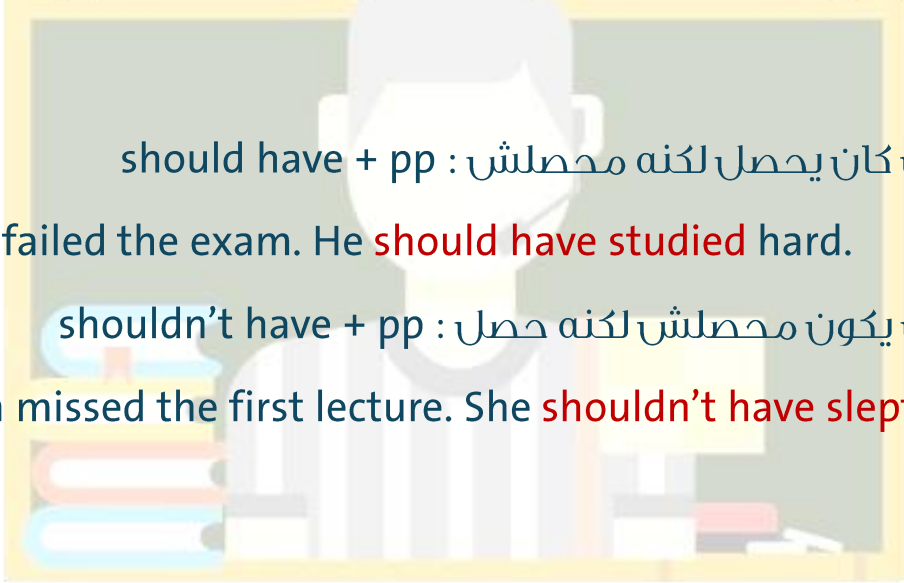 should have + pp : كان يحصل لكنه محصلش
failed the exam. He should have studied hard.
shouldn’t have + pp : يكون محصلش لكنه حصل
missed the first lecture. She shouldn’t have slept